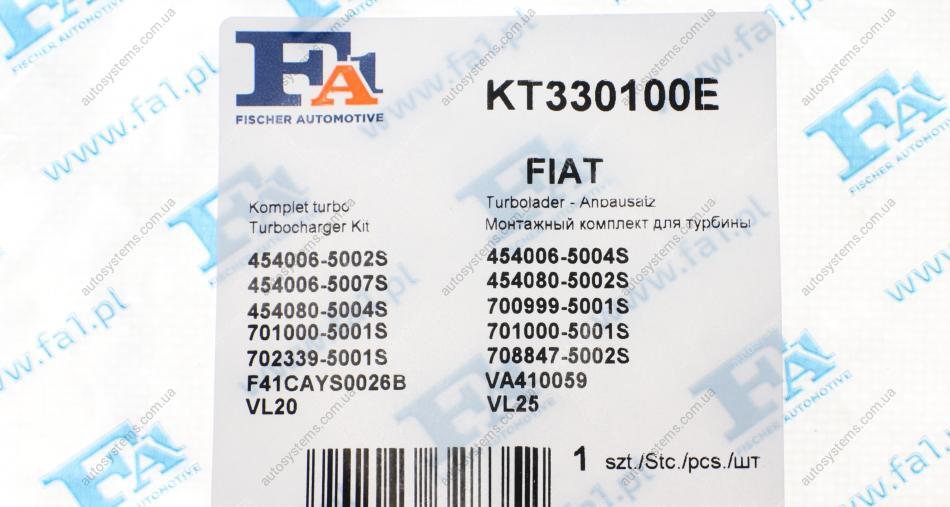 FA1
FISCHER AUTOMOTIVE
KT330100E
FIAT
Komplet turbo
Turbocharger Kit
Turbolader - Anbausatz
Монтажный комплект для турбины
454006-5002S 454006-5004S
454006-5007S 454080-5002S
454080-5004S 700999-5001S
701000-5001S 701000-5001S
702339-5001S 708847-5002S
F41CAYS0026B VA410059
VL20 VL25
1 szt./Stc./pcs./шт
www.fa1.pl
autosystems.com.ua